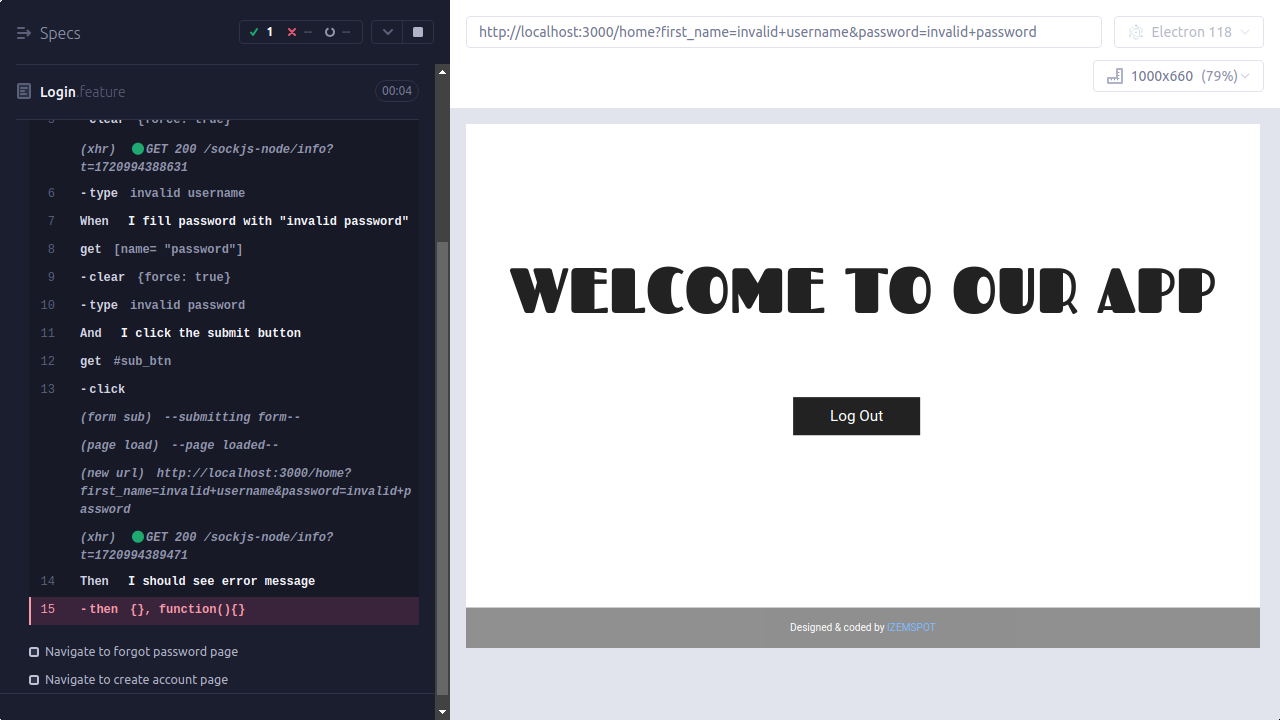 Specs
1
--
--
http://localhost:3000/home?first_name=invalid+username&password=invalid+password
Electron 118
1000x660 (79%)
Login.feature
00:04
-clear {force: true}
(xhr) GET 200 /sockjs-node/info?
t=1720994388631
6 -type invalid username
7 When I fill password with "invalid password"
8 get [name= "password"]
9 -clear {force: true}
10 -type invalid password
11 And I click the submit button
12 get #sub_btn
13 -click
(form sub) --submitting form--
(page load) --page loaded--
(new url) http://localhost:3000/home?
first_name=invalid+username&password=invalid+p
assword
(xhr) GET 200 /sockjs-node/info?
t=1720994389471
14 Then I should see error message
15 -then {}, function(){}
Navigate to forgot password page
Navigate to create account page
WELCOME TO OUR APP
Log Out
Designed & coded by IZEMSPOT